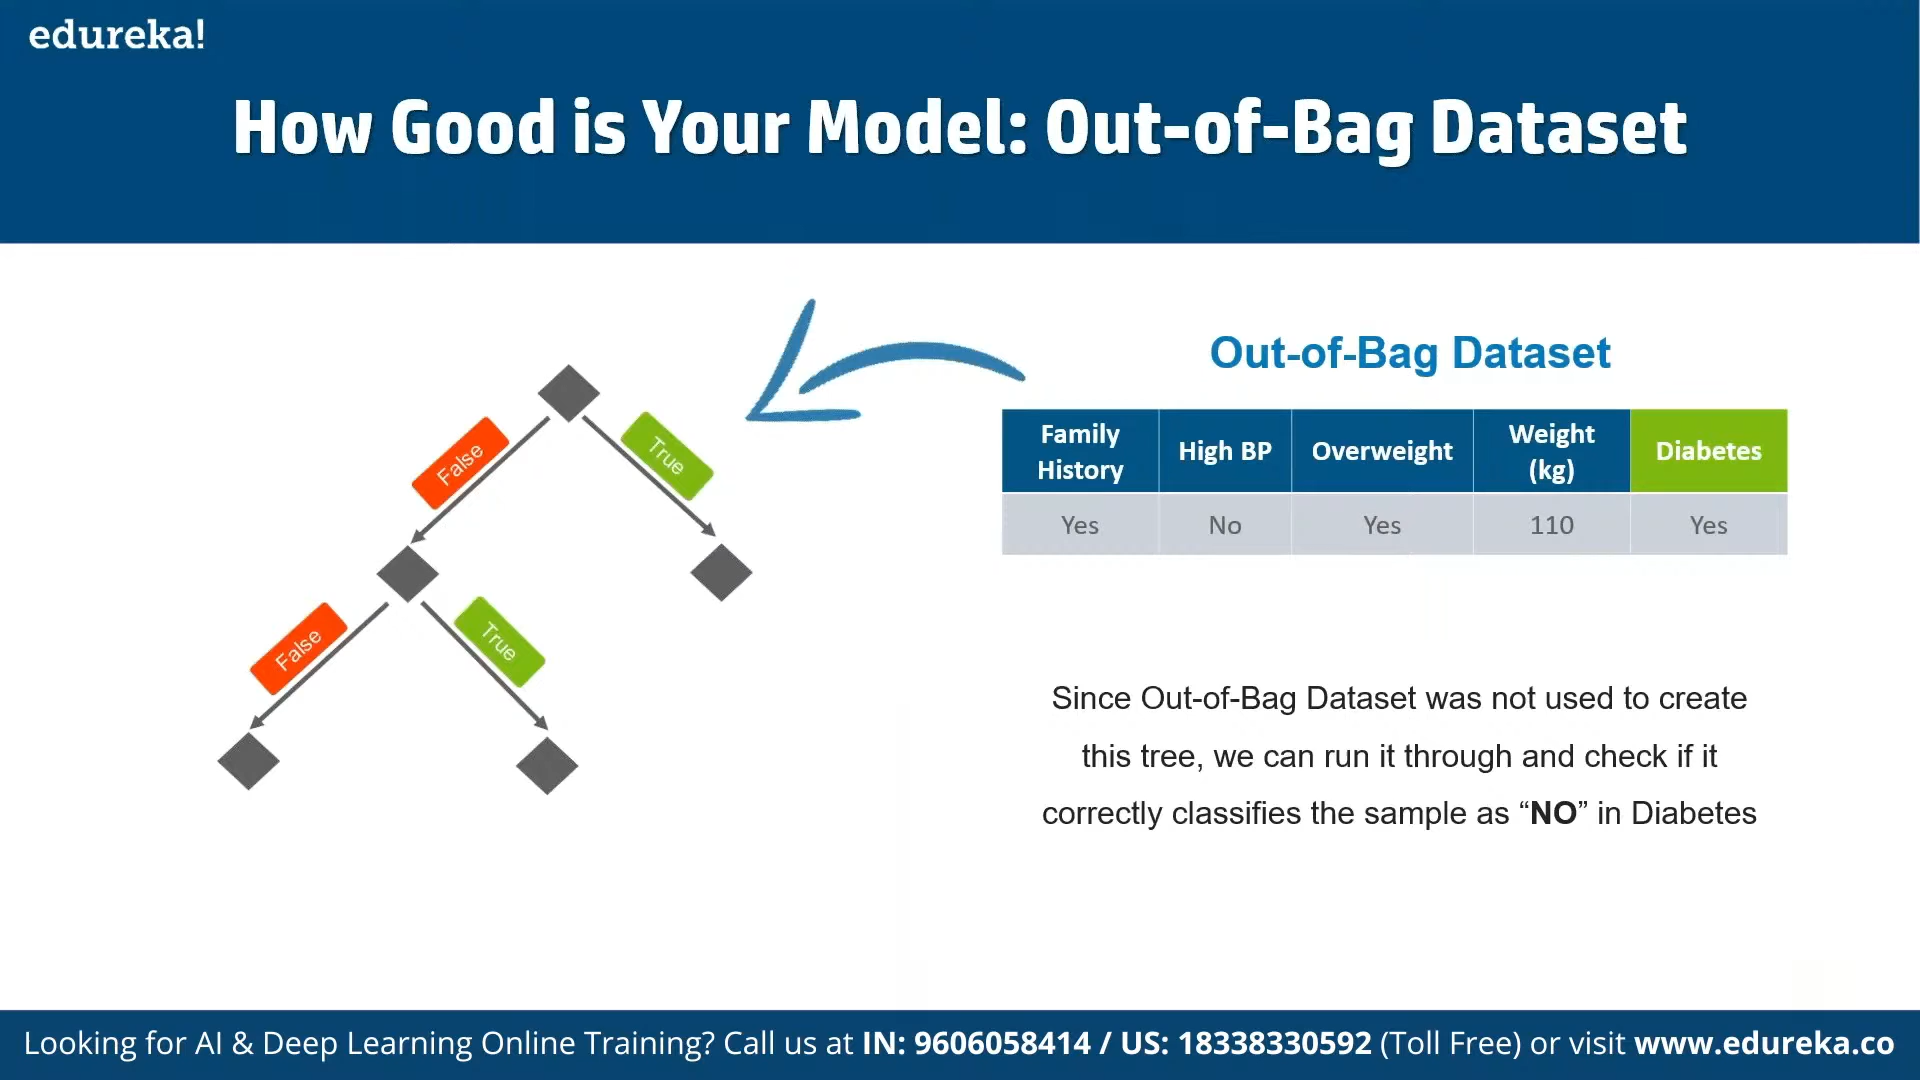 edureka!
How Good is Your Model: Out-of-Bag Dataset
False
True
False
True
Out-of-Bag Dataset
Family History High BP Overweight Weight (kg) Diabetes
Yes No Yes 110 Yes
Since Out-of-Bag Dataset was not used to create
this tree, we can run it through and check if it
correctly classifies the sample as “NO” in Diabetes
Looking for AI & Deep Learning Online Training? Call us at IN: 9606058414 / US: 18338330592 (Toll Free) or visit www.edureka.co